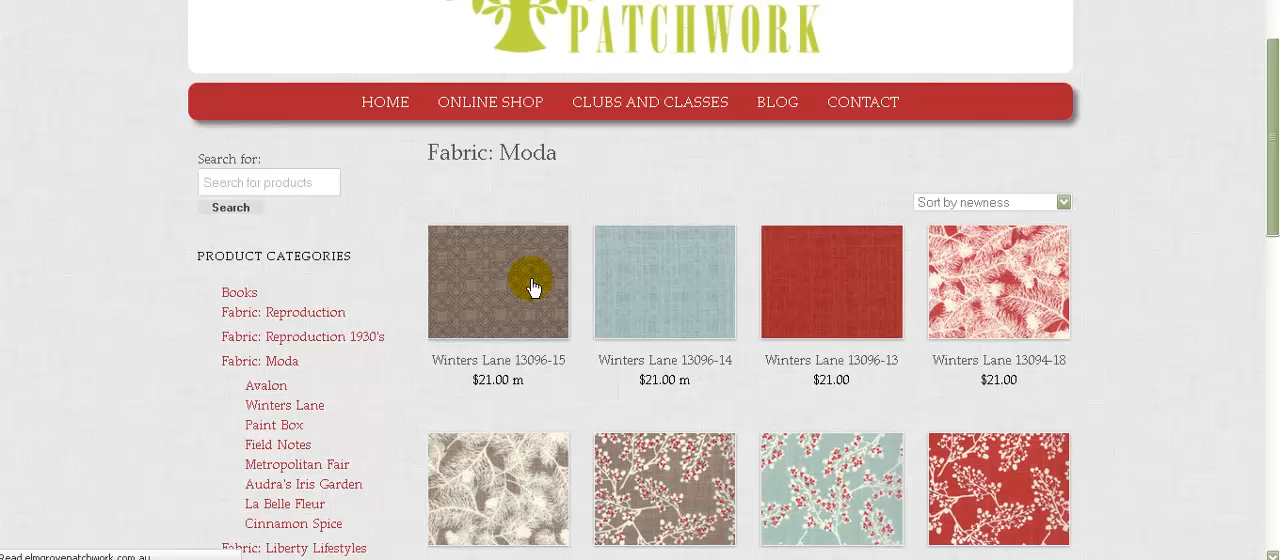 PATCHWORK
HOME ONLINE SHOP CLUBS AND CLASSES BLOG CONTACT
Search for:
Search for products
Search
PRODUCT CATEGORIES
Books
Fabric: Reproduction
Fabric: Reproduction 1930's
Fabric: Moda
Avalon
Winters Lane
Paint Box
Field Notes
Metropolitan Fair
Audra's Iris Garden
La Belle Fleur
Cinnamon Spice
Fabric: Liberty Lifestyles
Fabric: Moda
Sort by newness
Winters Lane 13096-15 Winters Lane 13096-14 Winters Lane 13096-13 Winters Lane 13094-18
$21.00 m $21.00 m $21.00 $21.00
Read elmgrovepatchwork.com.au